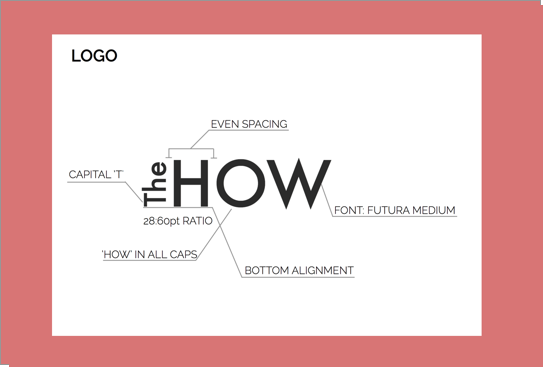 LOGO
EVEN SPACING
CAPITAL 'T'
The HOW
FONT: FUTURA MEDIUM
28:60pt RATIO
'HOW' IN ALL CAPS
BOTTOM ALIGNMENT